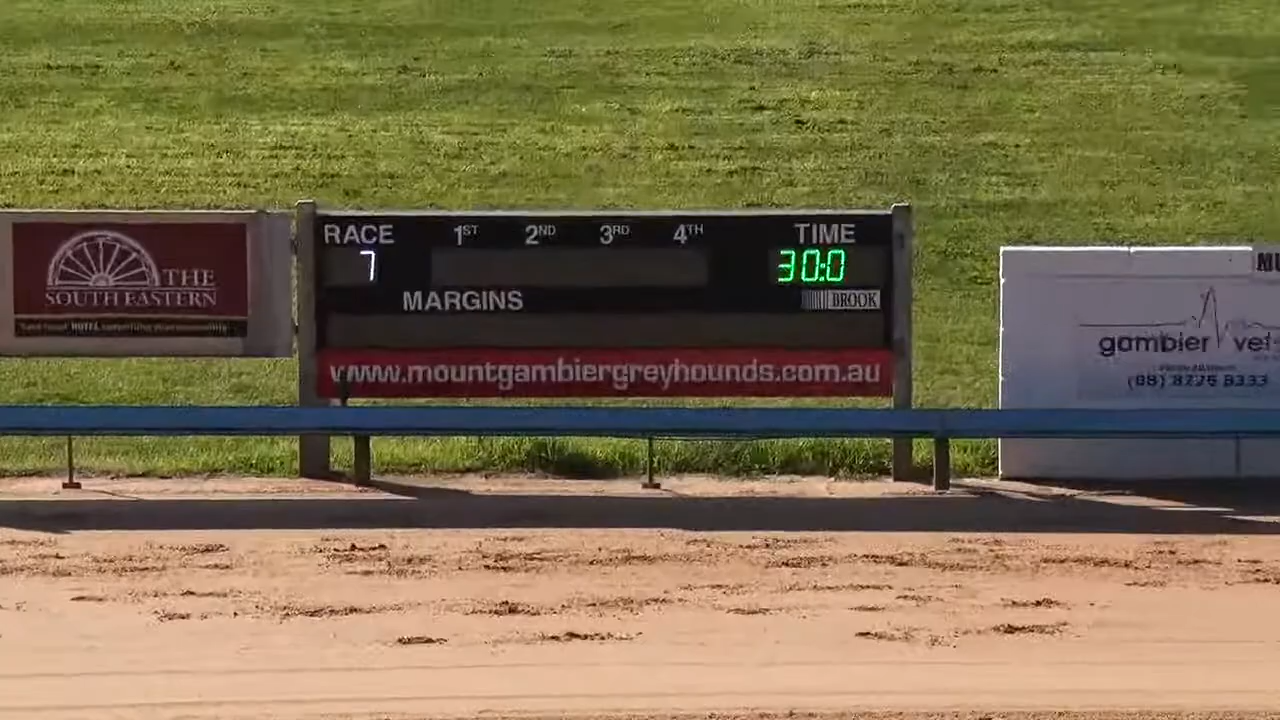 THE
SOUTH EASTERN
RACE 1ST 2ND 3RD 4TH TIME
7 30:0
MARGINS
BROOK
www.mountgambiergreyhounds.com.au
MU
gambier vet
(08) 8725 8333